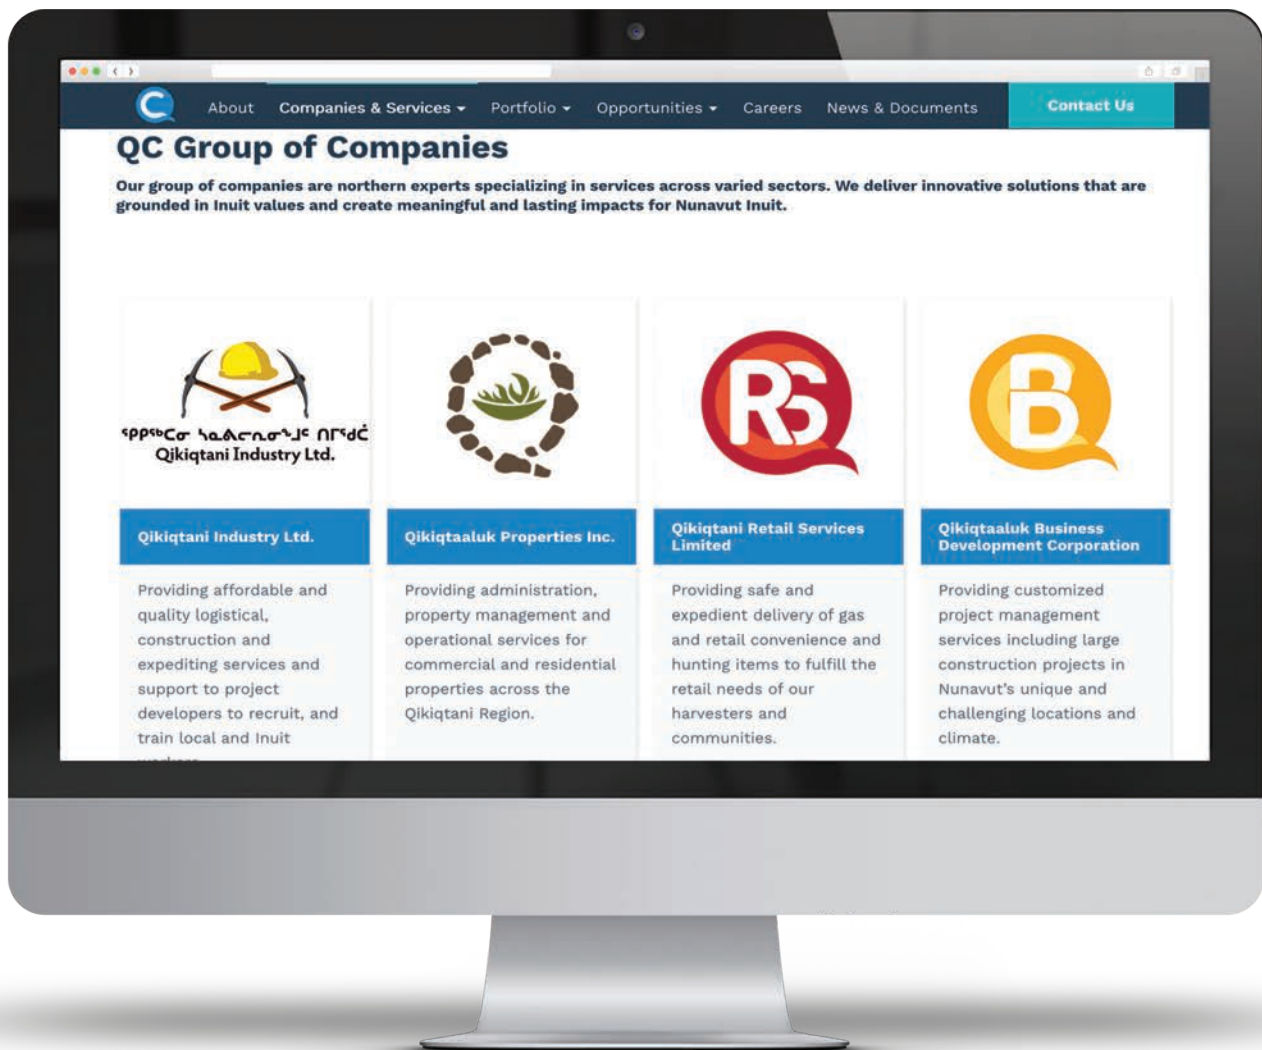 About Companies & Services Portfolio Opportunities Careers News & Documents Contact Us
QC Group of Companies
Our group of companies are northern experts specializing in services across varied sectors. We deliver innovative solutions that are
grounded in Inuit values and create meaningful and lasting impacts for Nunavut Inuit.
ᕿᑭᖅᑕᓂ ᑎᒥᖁᑖ
Qikiqtani Industry Ltd.
RS
B
Qikiqtani Industry Ltd.
Providing affordable and
quality logistical,
construction and
expediting services and
support to project
developers to recruit, and
train local and Inuit
Qikiqtaaluk Properties Inc.
Providing administration,
property management and
operational services for
commercial and residential
properties across the
Qikiqtani Region.
Qikiqtani Retail Services
Limited
Providing safe and
expedient delivery of gas
and retail convenience and
hunting items to fulfill the
retail needs of our
harvesters and
communities.
Qikiqtaaluk Business
Development Corporation
Providing customized
project management
services including large
construction projects in
Nunavut's unique and
challenging locations and
climate.